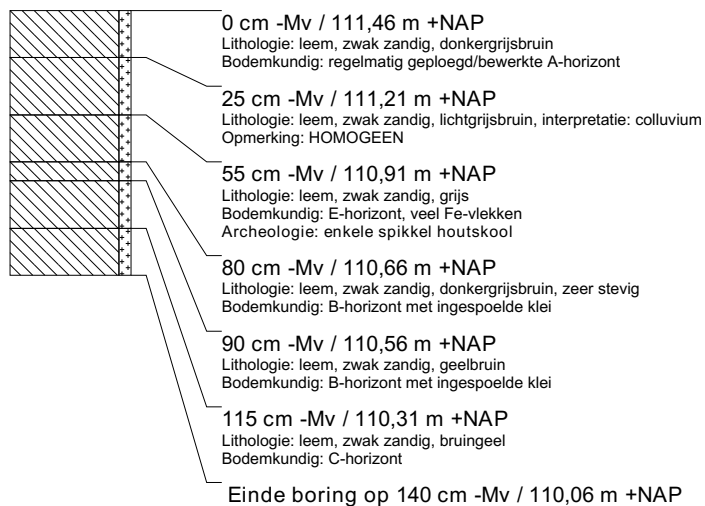 0 cm -Mv / 111,46 m +NAP
Lithologie: leem, zwak zandig, donkergrijsbruin
Bodemkundig: regelmatig geploegd/bewerkte A-horizont
25 cm -Mv / 111,21 m +NAP
Lithologie: leem, zwak zandig, lichtgrijsbruin, interpretatie: colluvium
Opmerking: HOMOGEEN
55 cm -Mv / 110,91 m +NAP
Lithologie: leem, zwak zandig, grijs
Bodemkundig: E-horizont, veel Fe-vlekken
Archeologie: enkele spikkel houtskool
80 cm -Mv / 110,66 m +NAP
Lithologie: leem, zwak zandig, donkergrijsbruin, zeer stevig
Bodemkundig: B-horizont met ingespoelde klei
90 cm -Mv / 110,56 m +NAP
Lithologie: leem, zwak zandig, geelbruin
Bodemkundig: B-horizont met ingespoelde klei
115 cm -Mv / 110,31 m +NAP
Lithologie: leem, zwak zandig, bruingeel
Bodemkundig: C-horizont
Einde boring op 140 cm -Mv / 110,06 m +NAP